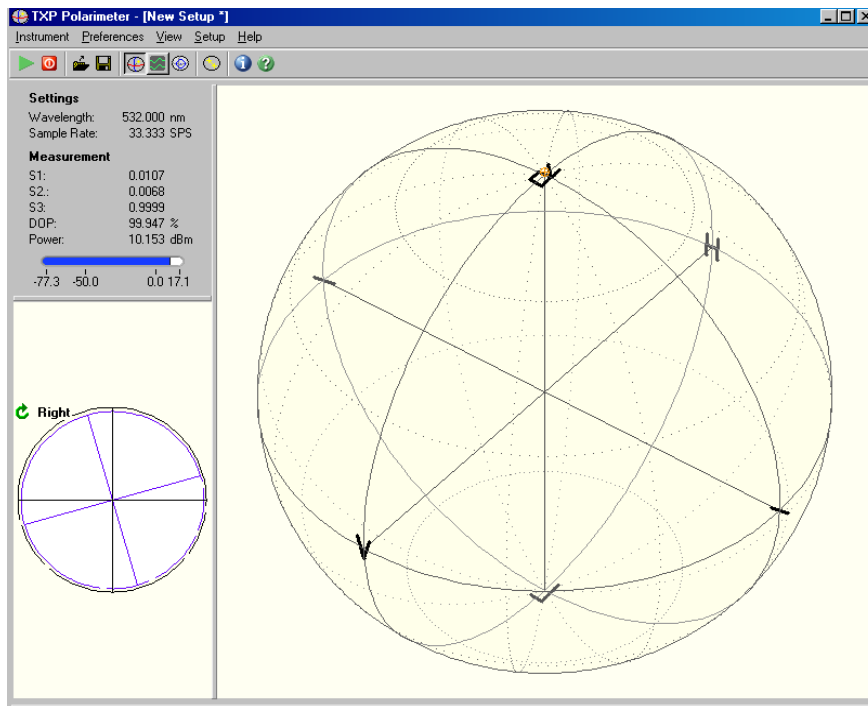 TXP Polarimeter - [New Setup *]
Instrument Preferences View Setup Help
Settings
Wavelength: 532.000 nm
Sample Rate: 33.333 SPS
Measurement
S1: 0.0107
S2.: 0.0068
S3: 0.9999
DOP: 99.947 %
Power: 10.153 dBm
-77.3 -50.0 0.0 17.1
Right
H
V